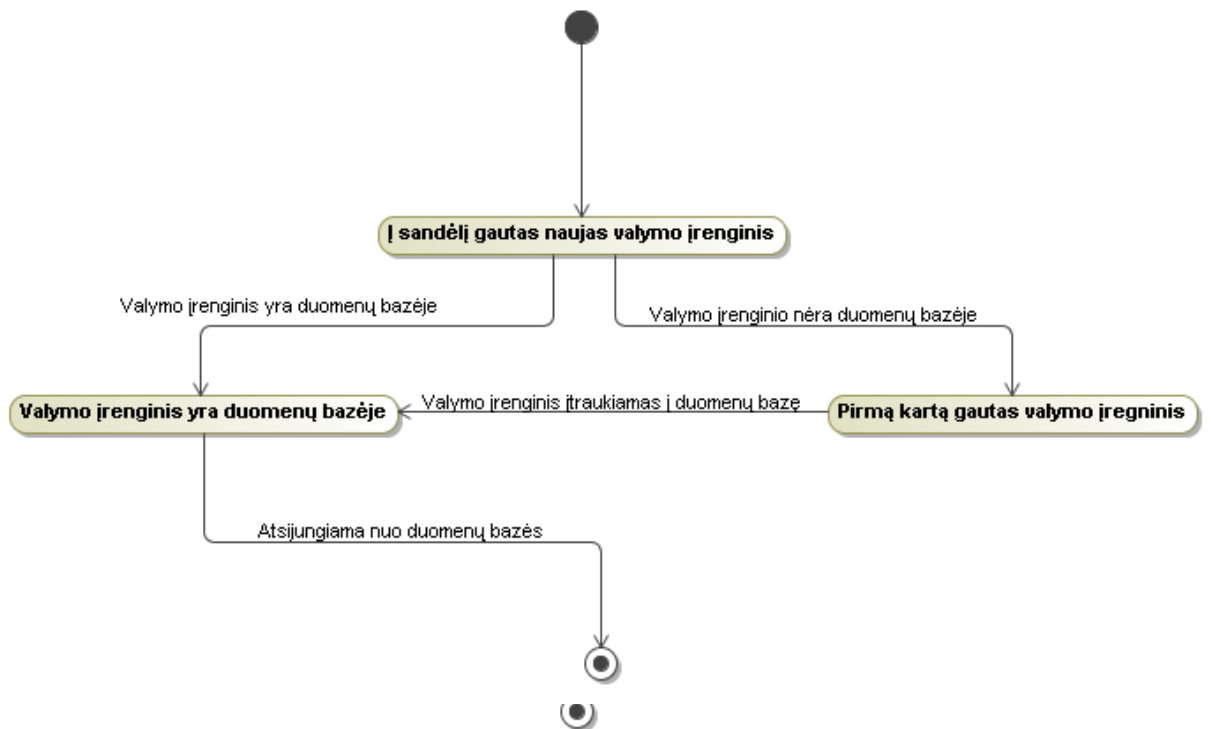 Į sandėlį gautas naujas valymo įrenginis
Valymo įrenginis yra duomenų bazėje
Valymo įrenginio nėra duomenų bazėje
Valymo įrenginis yra duomenų bazėje
Valymo įrenginis įtraukiamas į duomenų bazę
Pirmą kartą gautas valymo įregninis
Atsijungiama nuo duomenų bazės